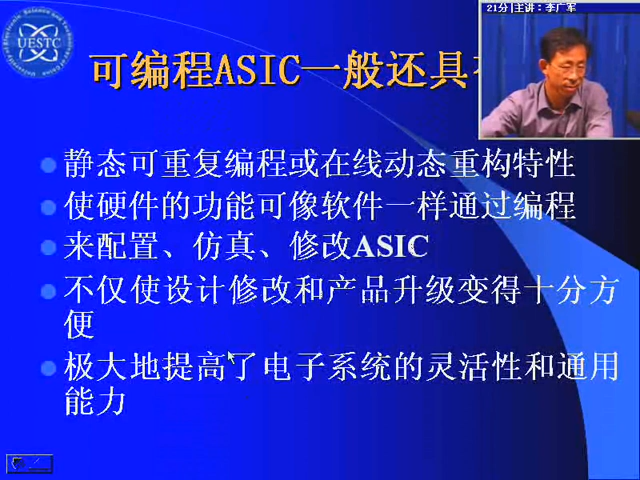 21分|主讲：李广军
UESTC
可编程ASIC一般还具
静态可重复编程或在线动态重构特性
使硬件的功能可像软件一样通过编程
来配置、仿真、修改ASIC
不仅使设计修改和产品升级变得十分方
便
极大地提高了电子系统的灵活性和通用
能力